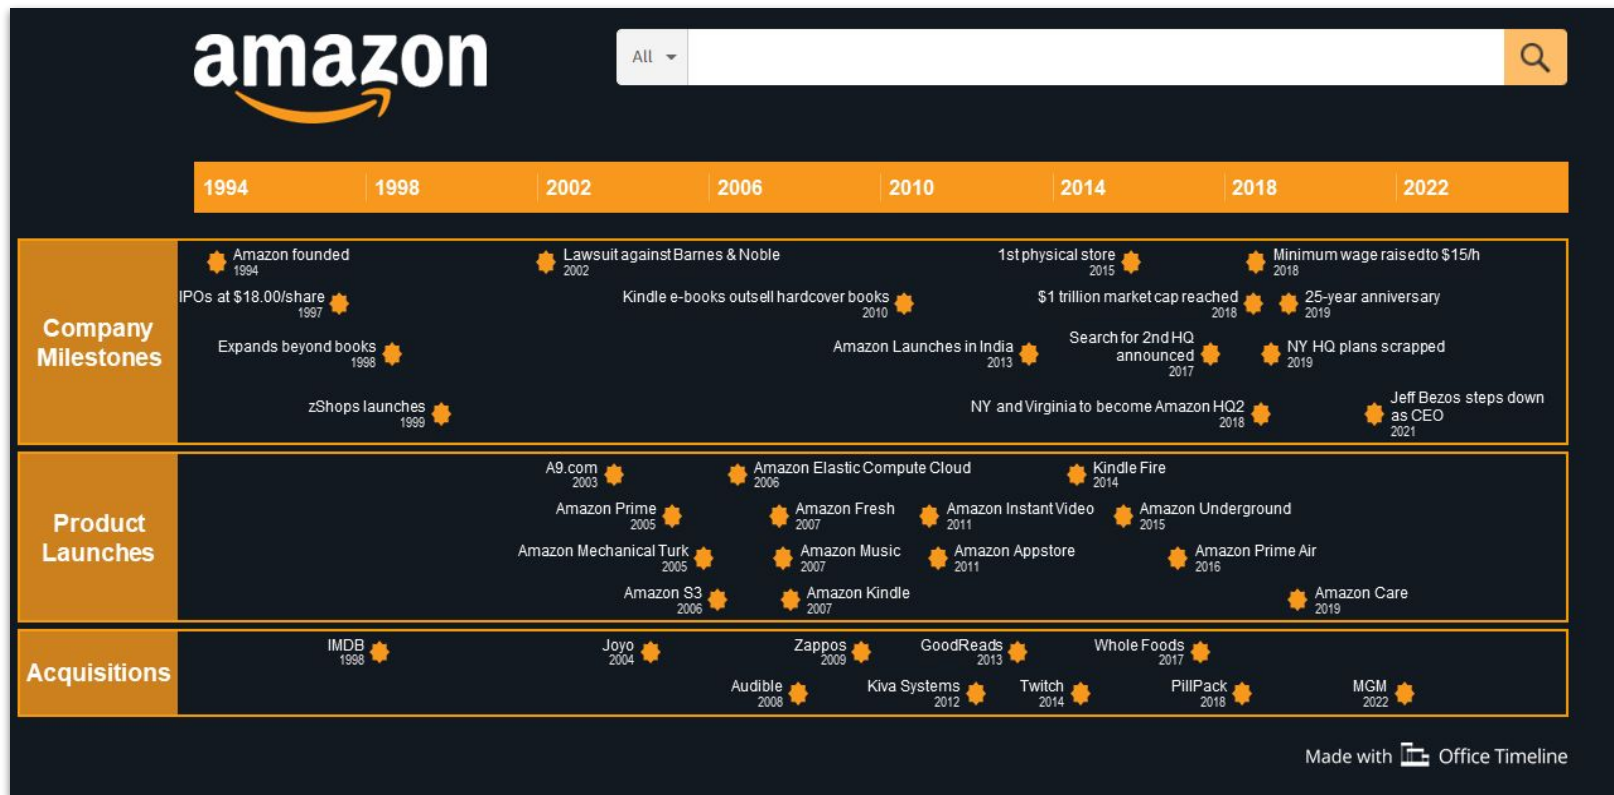 amazon
All
1994 1998 2002 2006 2010 2014 2018 2022
Company
Milestones
Amazon founded
1994
Lawsuit against Barnes & Noble
2002
1st physical store
2015
Minimum wage raisedto $15/h
2018
IPOs at $18.00/share
1997
Kindle e-books outsell hardcover books
2010
$1 trillion market cap reached
2018
25-year anniversary
2019
Expands beyond books
1998
Amazon Launches in India
2013
Search for 2nd HQ
announced
2017
NY HQ plans scrapped
2019
zShops launches
1999
NY and Virginia to become Amazon HQ2
2018
Jeff Bezos steps down
as CEO
2021
Product
Launches
A9.com
2003
Amazon Elastic Compute Cloud
2006
Kindle Fire
2014
Amazon Prime
2005
Amazon Fresh
2007
Amazon Instant Video
2011
Amazon Underground
2015
Amazon Mechanical Turk
2005
Amazon Music
2007
Amazon Appstore
2011
Amazon Prime Air
2016
Amazon S3
2006
Amazon Kindle
2007
Amazon Care
2019
Acquisitions
IMDB
1998
Joyo
2004
Zappos
2009
GoodReads
2013
Whole Foods
2017
Audible
2008
Kiva Systems
2012
Twitch
2014
PillPack
2018
MGM
2022
Made with Office Timeline